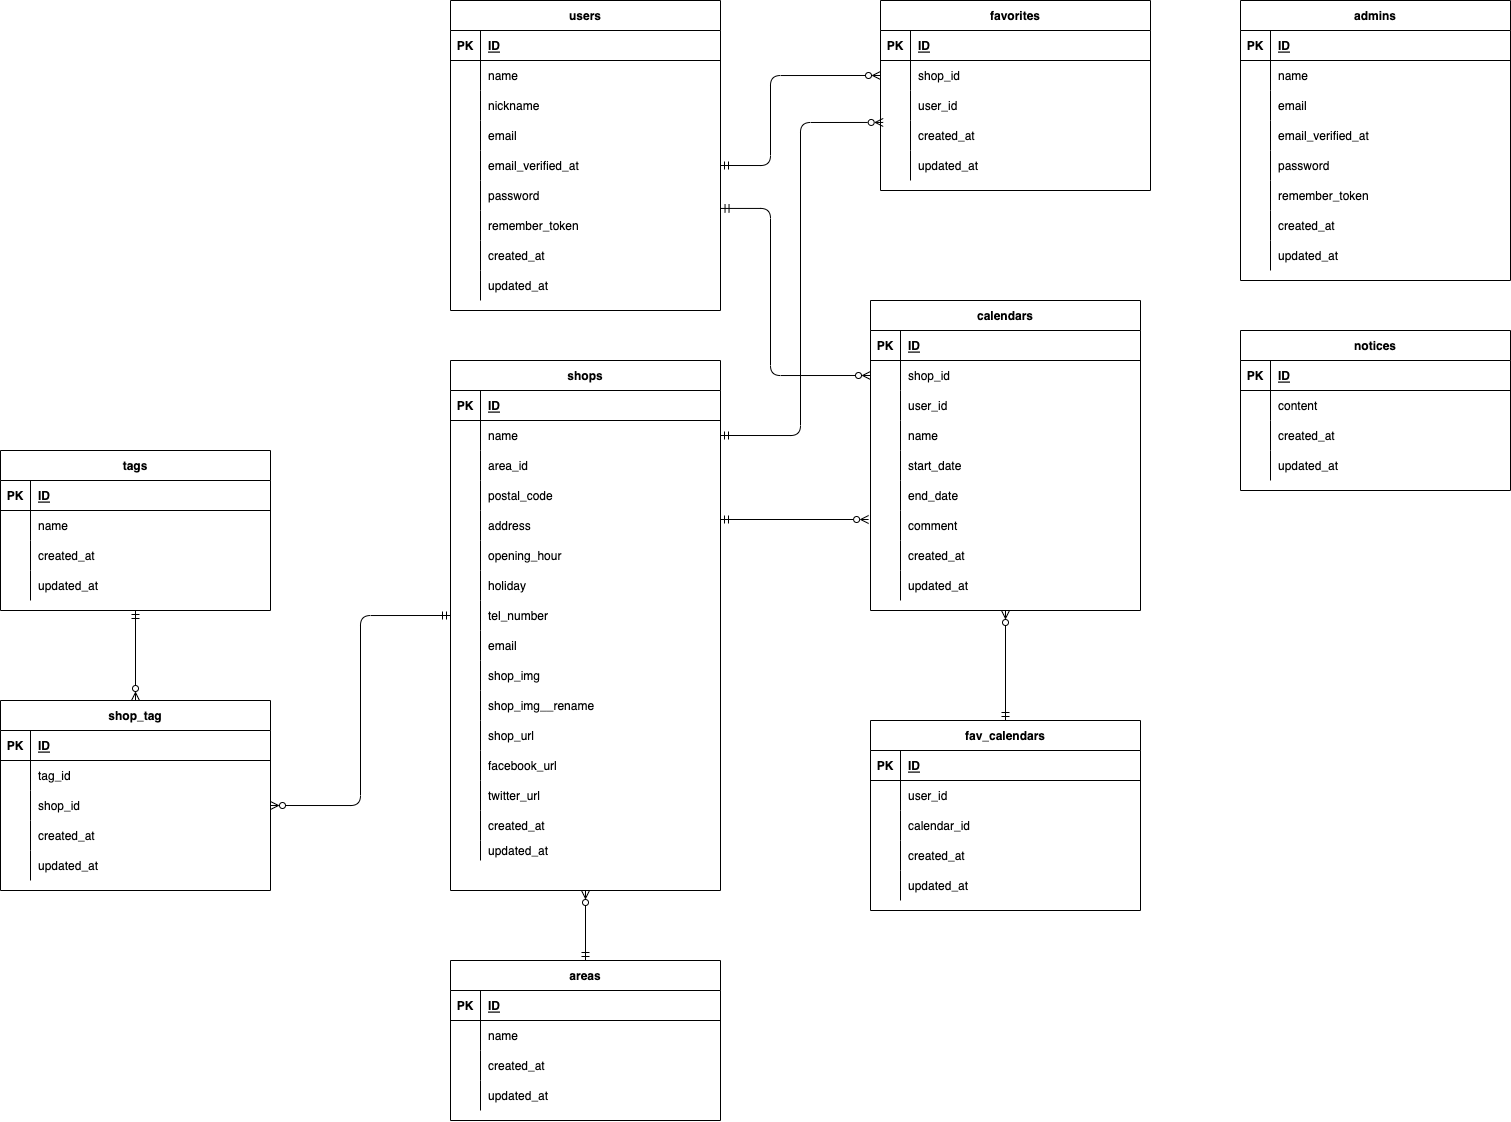 users
PK ID
name
nickname
email
email_verified_at
password
remember_token
created_at
updated_at
favorites
PK ID
shop_id
user_id
created_at
updated_at
admins
PK ID
name
email
email_verified_at
password
remember_token
created_at
updated_at
calendars
PK ID
shop_id
user_id
name
start_date
end_date
comment
created_at
updated_at
notices
PK ID
content
created_at
updated_at
shops
PK ID
name
area_id
postal_code
address
opening_hour
holiday
tel_number
email
shop_img
shop_img__rename
shop_url
facebook_url
twitter_url
created_at
updated_at
tags
PK ID
name
created_at
updated_at
shop_tag
PK ID
tag_id
shop_id
created_at
updated_at
fav_calendars
PK ID
user_id
calendar_id
created_at
updated_at
areas
PK ID
name
created_at
updated_at